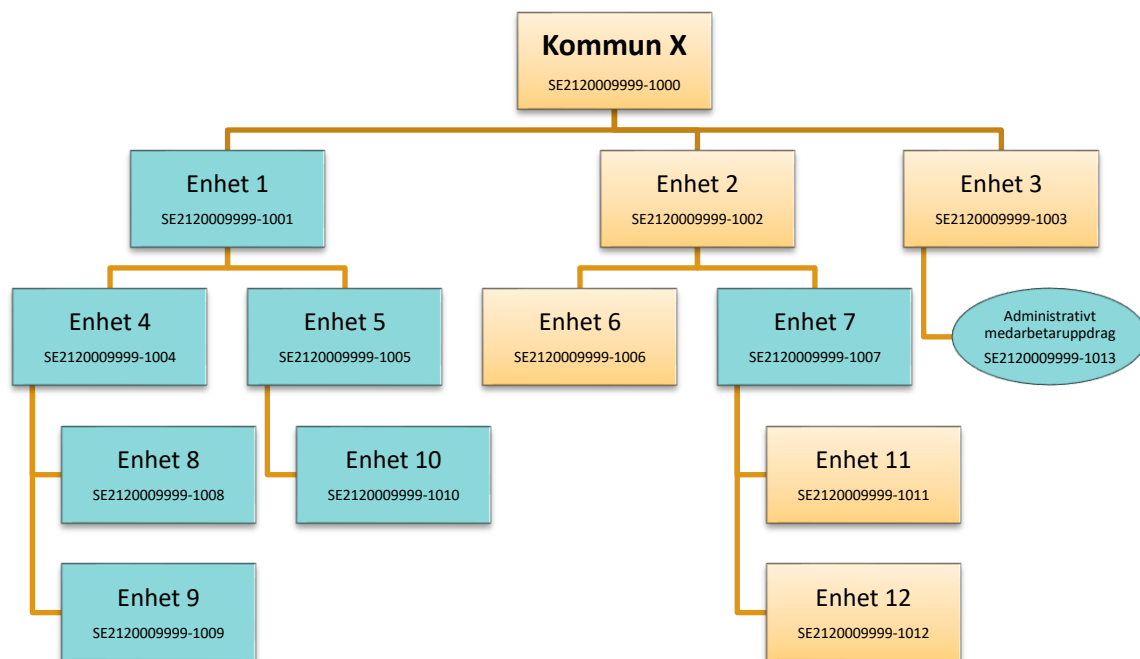 Kommun X
SE2120009999-1000
Enhet 1
SE2120009999-1001
Enhet 2
SE2120009999-1002
Enhet 3
SE2120009999-1003
Enhet 4
SE2120009999-1004
Enhet 5
SE2120009999-1005
Enhet 6
SE2120009999-1006
Enhet 7
SE2120009999-1007
Administrativt
medarbetaruppdrag
SE2120009999-1013
Enhet 8
SE2120009999-1008
Enhet 10
SE2120009999-1010
Enhet 11
SE2120009999-1011
Enhet 9
SE2120009999-1009
Enhet 12
SE2120009999-1012